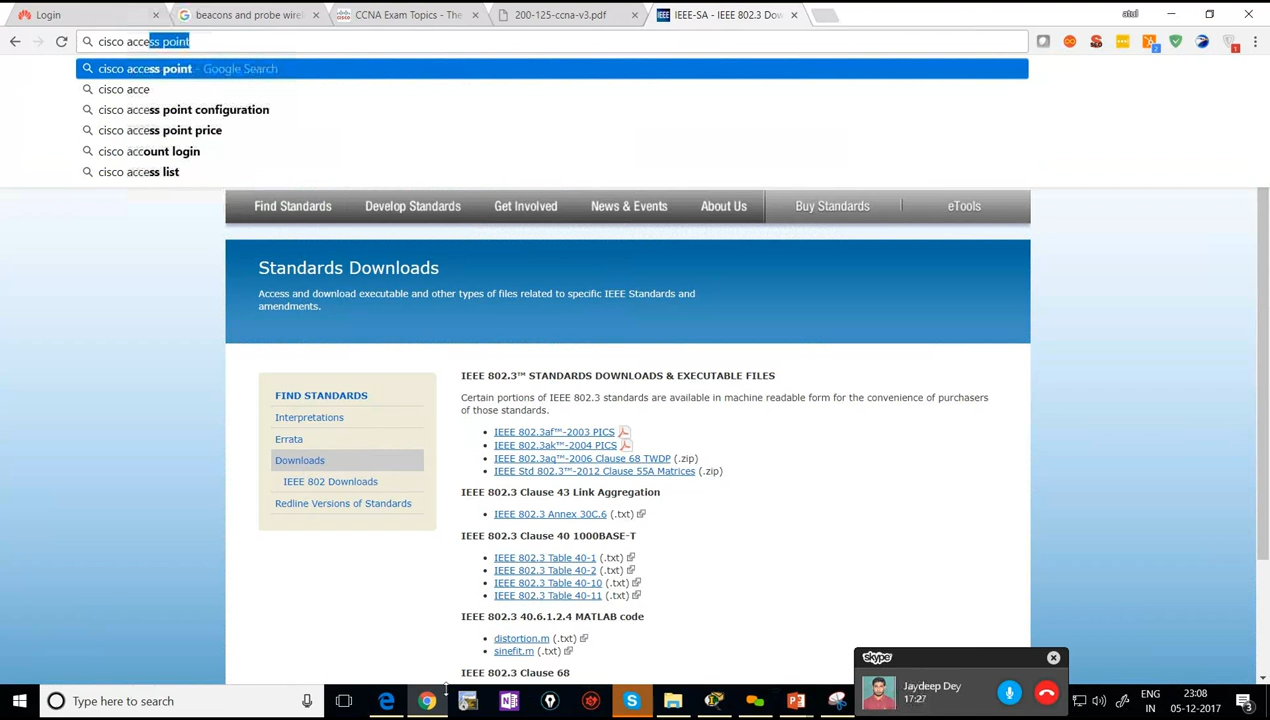 Login
beacons and probe wire
CCNA Exam Topics - The
200-125-ccna-v3.pdf
IEEE-SA - IEEE 802.3 Dow
atul
cisco access point
2
1
cisco access point - Google Search
cisco acce
cisco access point configuration
cisco access point price
cisco account login
cisco access list
Find Standards Develop Standards Get Involved News & Events About Us Buy Standards eTools
Standards Downloads
Access and download executable and other types of files related to specific IEEE Standards and
amendments.
FIND STANDARDS
Interpretations
Errata
Downloads
IEEE 802 Downloads
Redline Versions of Standards
IEEE 802.3™ STANDARDS DOWNLOADS & EXECUTABLE FILES
Certain portions of IEEE 802.3 standards are available in machine readable form for the convenience of purchasers
of those standards.
IEEE 802.3af™-2003 PICS
IEEE 802.3ak™-2004 PICS
IEEE 802.3aq™-2006 Clause 68 TWDP (.zip)
IEEE Std 802.3™-2012 Clause 55A Matrices (.zip)
IEEE 802.3 Clause 43 Link Aggregation
IEEE 802.3 Annex 30C.6 (.txt)
IEEE 802.3 Clause 40 1000BASE-T
IEEE 802.3 Table 40-1 (.txt)
IEEE 802.3 Table 40-2 (.txt)
IEEE 802.3 Table 40-10 (.txt)
IEEE 802.3 Table 40-11 (.txt)
IEEE 802.3 40.6.1.2.4 MATLAB code
distortion.m (.txt)
sinefit.m (.txt)
IEEE 802.3 Clause 68
skype
Jaydeep Dey
17:27
Type here to search
ENG
IN
23:08
05-12-2017
3